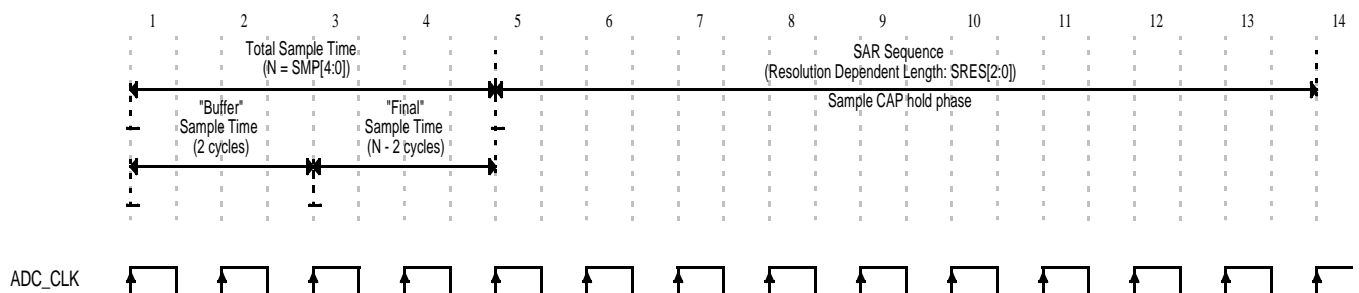 1 2 3 4 5 6 7 8 9 10 11 12 13 14
Total Sample Time
(N = SMP[4:0])
SAR Sequence
(Resolution Dependent Length: SRES[2:0])
Sample CAP hold phase
"Buffer"
Sample Time
(2 cycles)
"Final"
Sample Time
(N - 2 cycles)
ADC_CLK